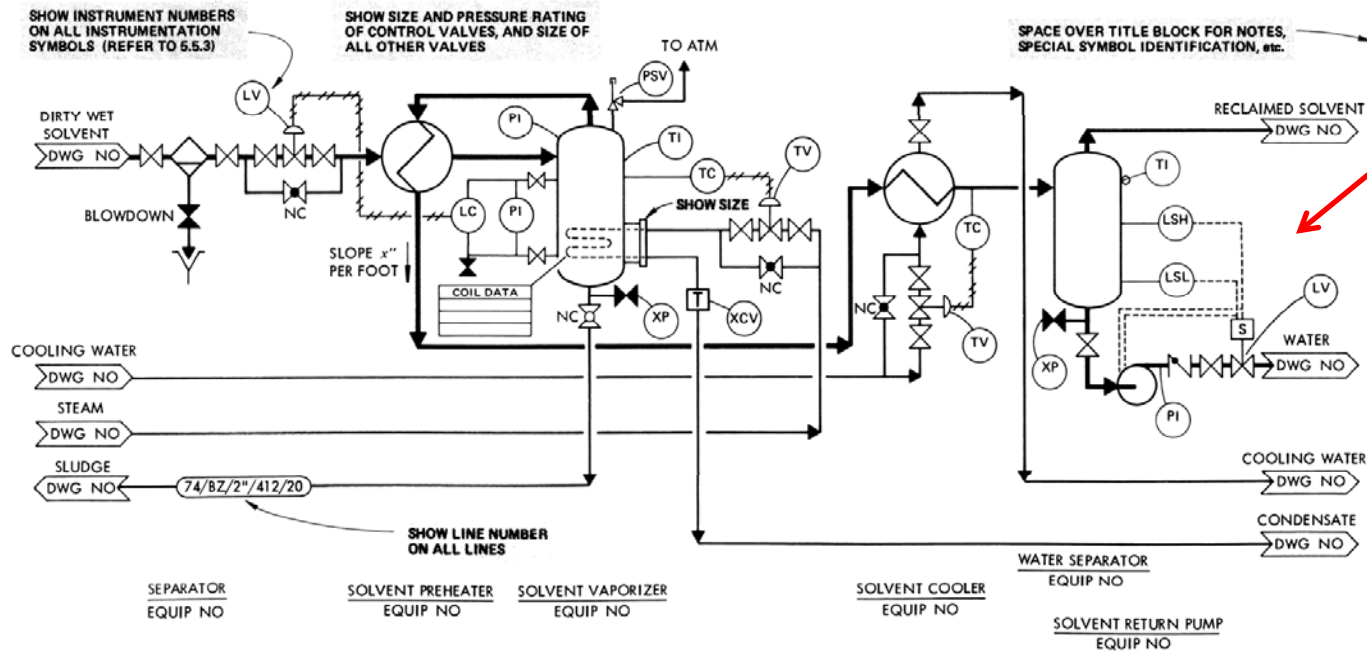 SHOW INSTRUMENT NUMBERS
ON ALL INSTRUMENTATION
SYMBOLS (REFER TO 5.5.3)
SHOW SIZE AND PRESSURE RATING
OF CONTROL VALVES, AND SIZE OF
ALL OTHER VALVES
SPACE OVER TITLE BLOCK FOR NOTES,
SPECIAL SYMBOL IDENTIFICATION, etc.
TO ATM
PSV
LV
PI
TI
TC
TV
DIRTY WET
SOLVENT
DWG NO
RECLAIMED SOLVENT
DWG NO
TI
BLOWDOWN
NC
LC
PI
SHOW SIZE
TC
LSH
SLOPE x"
PER FOOT
COIL DATA
NC
LSL
LV
NC
XP
T
XCV
NC
TV
S
XP
PI
WATER
DWG NO
COOLING WATER
DWG NO
STEAM
DWG NO
SLUDGE
DWG NO
74/BZ/2"/412/20
SHOW LINE NUMBER
ON ALL LINES
COOLING WATER
DWG NO
CONDENSATE
DWG NO
SEPARATOR
EQUIP NO
SOLVENT PREHEATER
EQUIP NO
SOLVENT VAPORIZER
EQUIP NO
SOLVENT COOLER
EQUIP NO
WATER SEPARATOR
EQUIP NO
SOLVENT RETURN PUMP
EQUIP NO